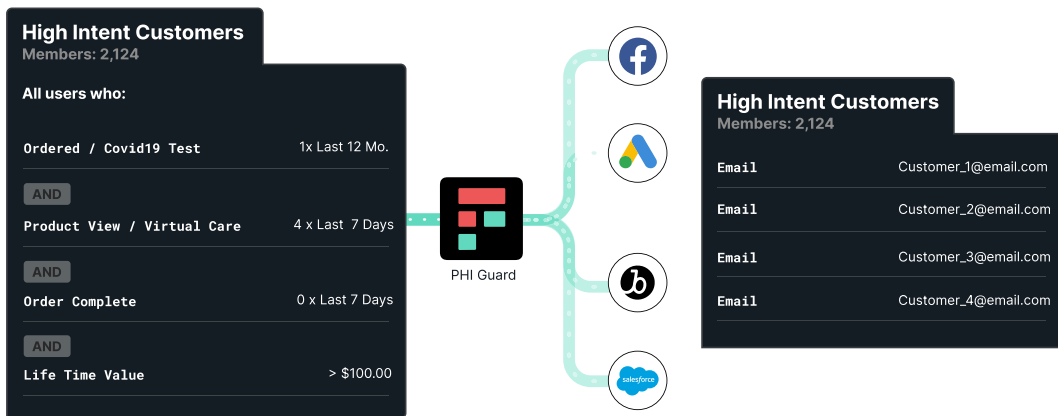 High Intent Customers
Members: 2,124
All users who:
Ordered / Covid19 Test 1x Last 12 Mo.
AND
Product View / Virtual Care 4 x Last 7 Days
AND
Order Complete 0 x Last 7 Days
AND
Life Time Value > $100.00
PHI Guard
salesforce
High Intent Customers
Members: 2,124
Email Customer_1@email.com
Email Customer_2@email.com
Email Customer_3@email.com
Email Customer_4@email.com